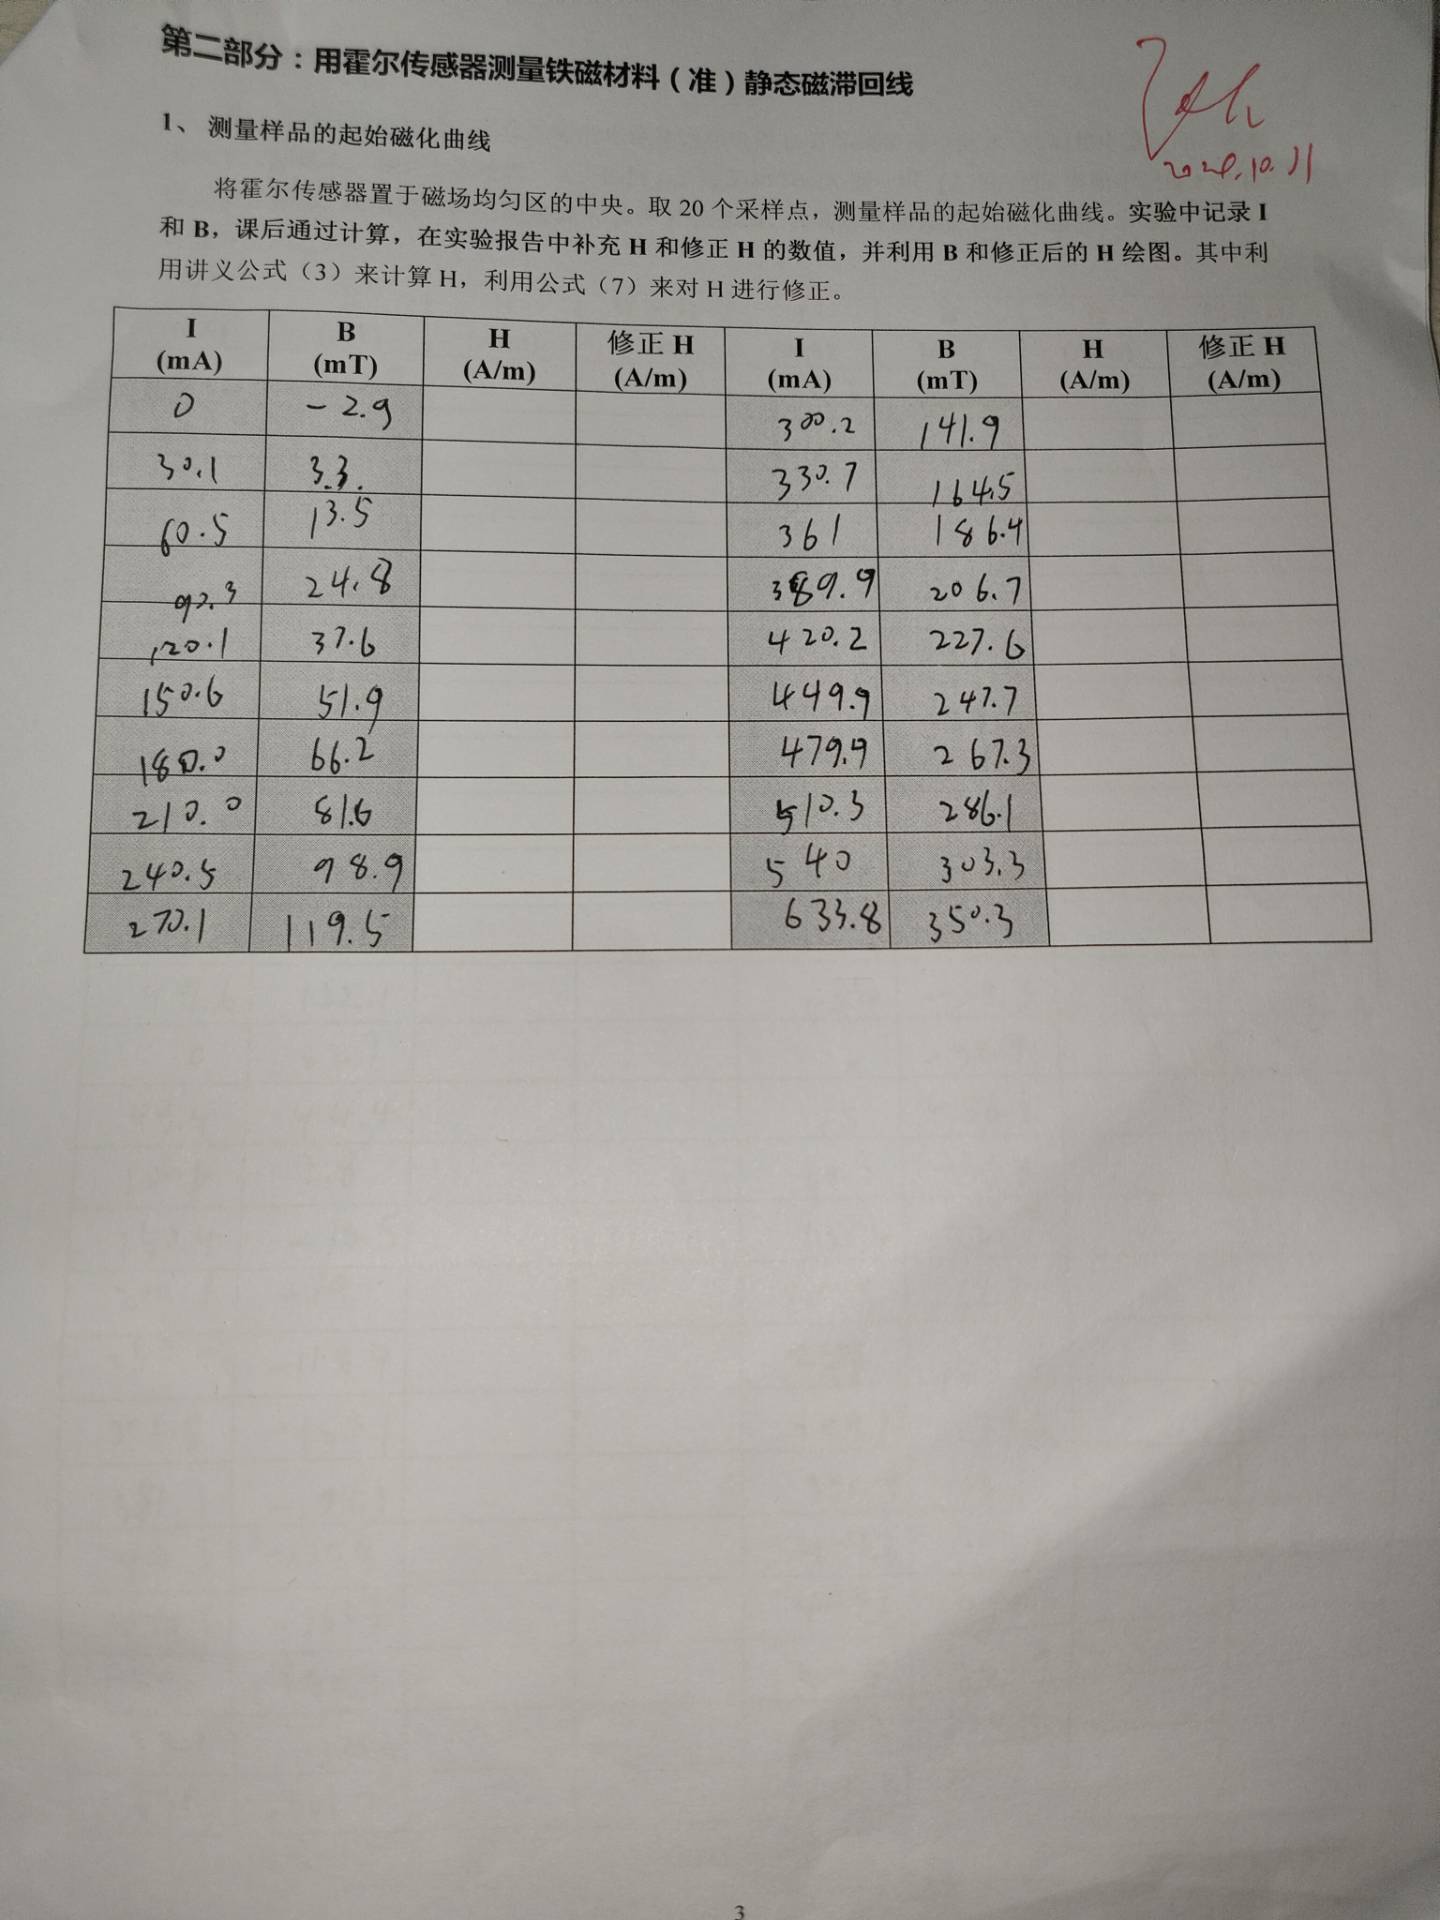 第二部分：用霍尔传感器测量铁磁材料（准）静态磁滞回线
2024.10.11
1、 测量样品的起始磁化曲线
将霍尔传感器置于磁场均匀区的中央。取 20 个采样点，测量样品的起始磁化曲线。实验中记录 I
和 B，课后通过计算，在实验报告中补充 H 和修正 H 的数值，并利用 B 和修正后的 H 绘图。其中利
用讲义公式（3）来计算 H，利用公式（7）来对 H 进行修正。
I (mA) B (mT) H (A/m) 修正 H (A/m) I (mA) B (mT) H (A/m) 修正 H (A/m)
0 -2.9 300.2 141.9
30.1 3.3. 330.7 164.5
60.5 13.5 361 186.4
90.3 24.8 389.9 206.7
120.1 37.6 420.2 227.6
150.6 51.9 449.9 247.7
180.0 66.2 479.9 267.3
210.0 81.6 510.3 286.1
240.5 98.9 540 303.3
270.1 119.5 633.8 350.3
3